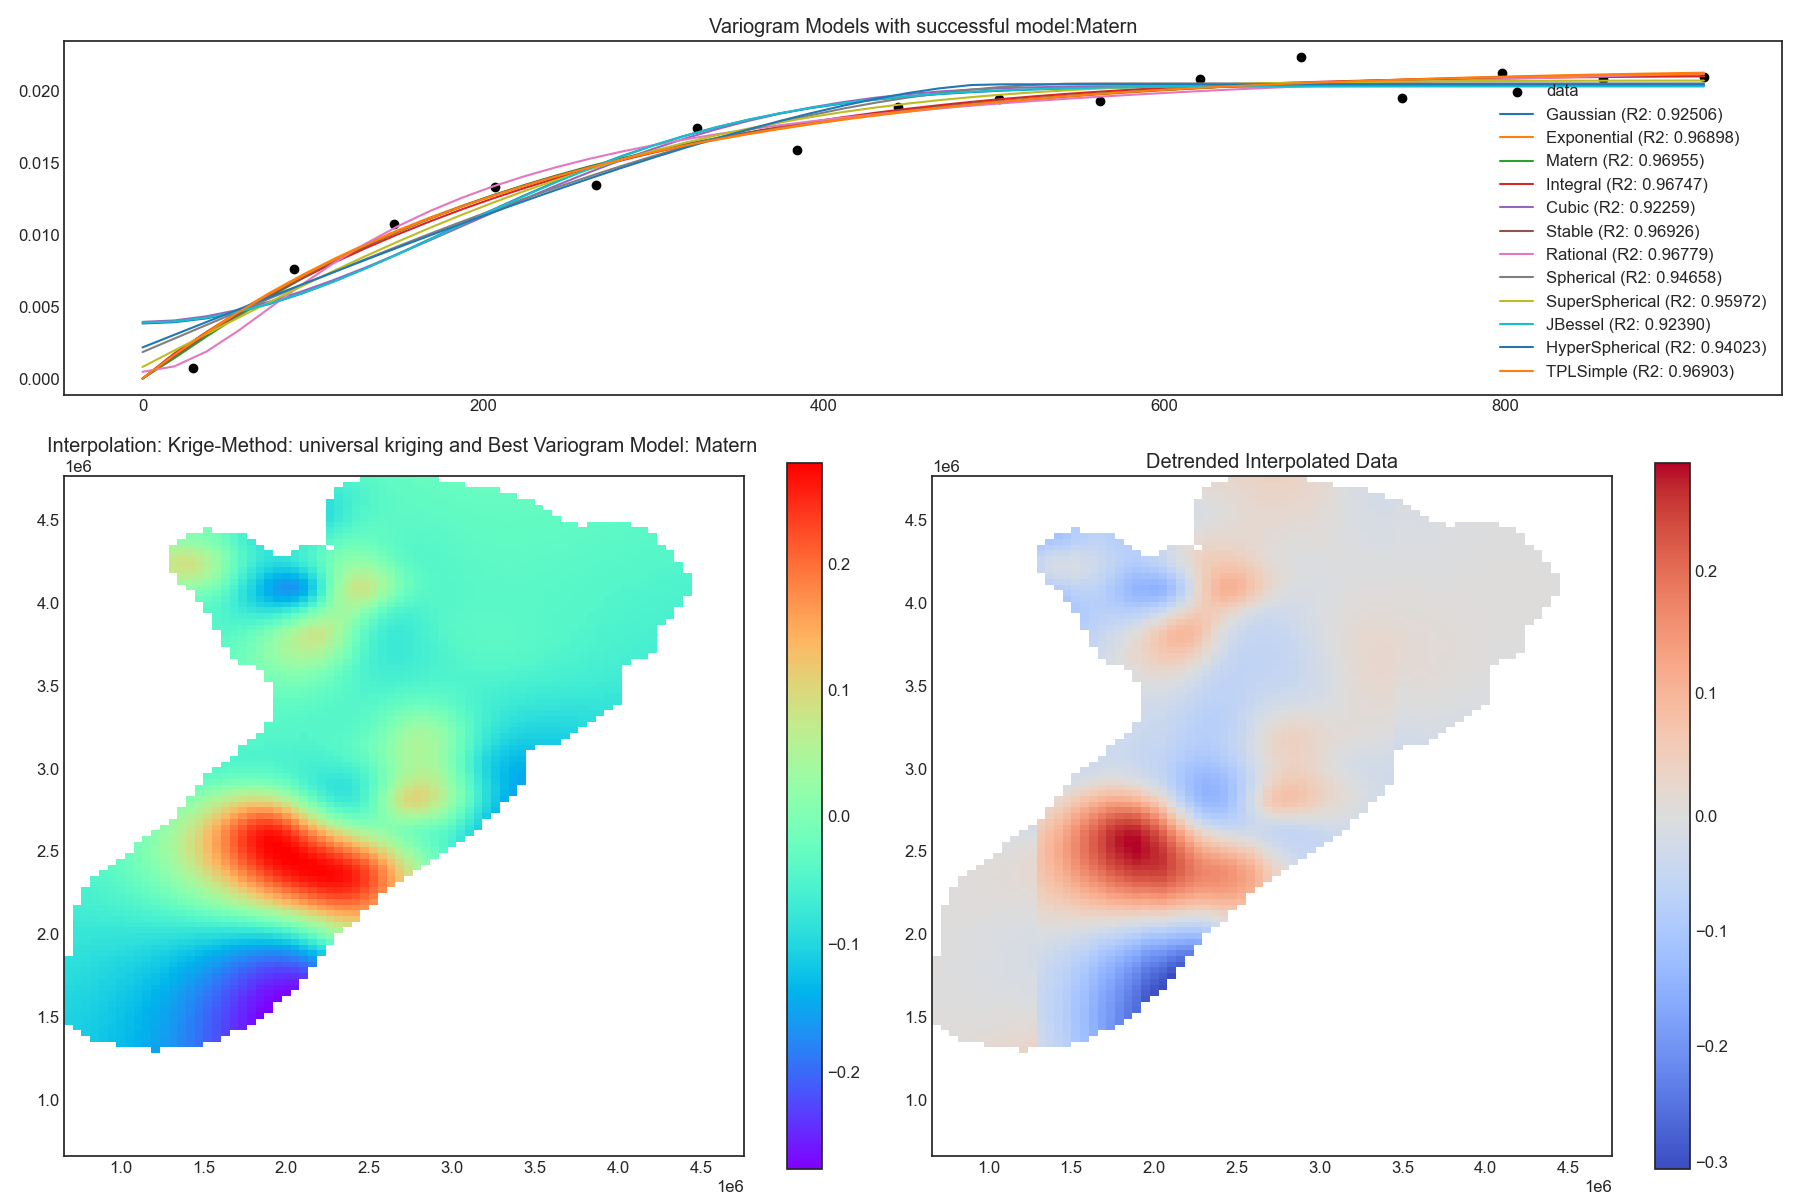 Variogram Models with successful model:Matern
0.020
0.015
0.010
0.005
0.000
0
200
400
600
800
data
Gaussian (R2: 0.92506)
Exponential (R2: 0.96898)
Matern (R2: 0.96955)
Integral (R2: 0.96747)
Cubic (R2: 0.92259)
Stable (R2: 0.96926)
Rational (R2: 0.96779)
Spherical (R2: 0.94658)
SuperSpherical (R2: 0.95972)
JBessel (R2: 0.92390)
HyperSpherical (R2: 0.94023)
TPLSimple (R2: 0.96903)
Interpolation: Krige-Method: universal kriging and Best Variogram Model: Matern
1e6
4.5
4.0
3.5
3.0
2.5
2.0
1.5
1.0
1.0
1.5
2.0
2.5
3.0
3.5
4.0
4.5
1e6
0.2
0.1
0.0
−0.1
−0.2
Detrended Interpolated Data
1e6
4.5
4.0
3.5
3.0
2.5
2.0
1.5
1.0
1.0
1.5
2.0
2.5
3.0
3.5
4.0
4.5
1e6
0.2
0.1
0.0
−0.1
−0.2
−0.3